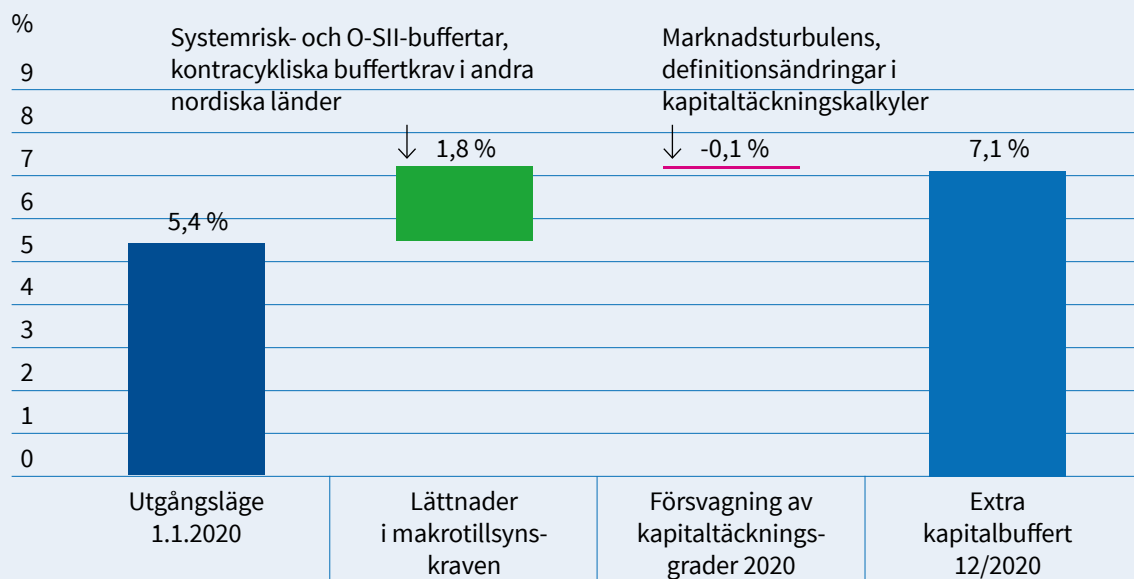 %
Systemrisk- och O-SII-buffertar,
kontracykliska buffertkrav i andra
nordiska länder
Marknadsturbulens,
definitionsändringar i
kapitaltäckningskalkyler
9
8
7
6
5
4
3
2
1
0
5,4 %
1,8 %
-0,1 %
7,1 %
Utgångsläge
1.1.2020
Lättnader
i makrotillsyns-
kraven
Försvagning av
kapitaltäcknings-
grader 2020
Extra
kapitalbuffert
12/2020